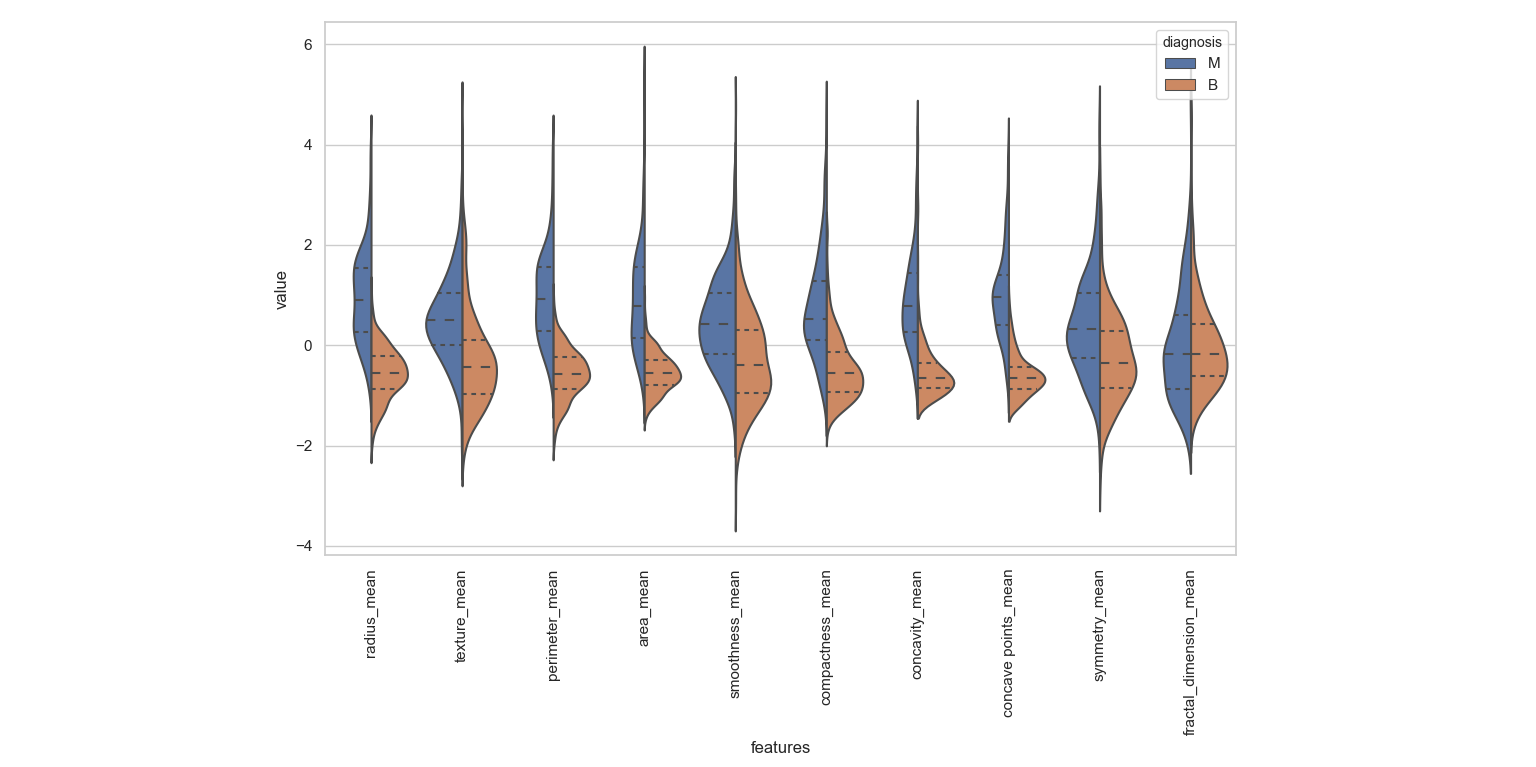 diagnosis
M
B
6
4
2
0
−2
−4
value
radius_mean
texture_mean
perimeter_mean
area_mean
smoothness_mean
compactness_mean
concavity_mean
concave points_mean
symmetry_mean
fractal_dimension_mean
features